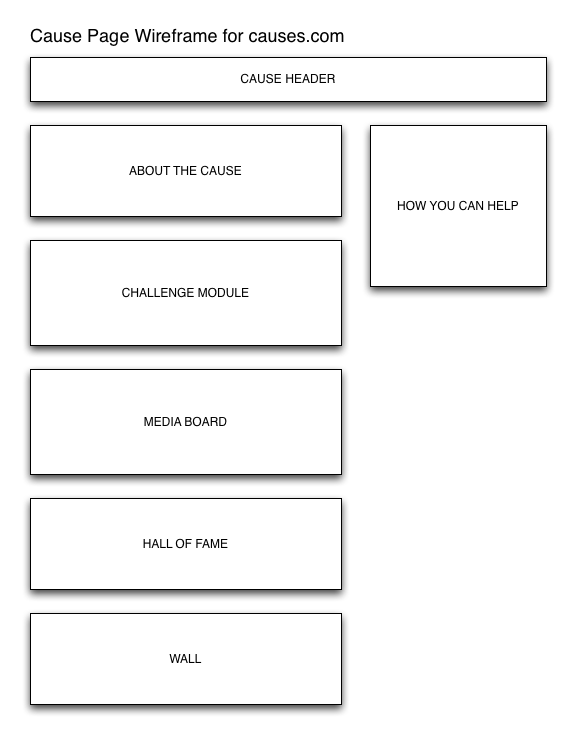 Cause Page Wireframe for causes.com
CAUSE HEADER
ABOUT THE CAUSE
HOW YOU CAN HELP
CHALLENGE MODULE
MEDIA BOARD
HALL OF FAME
WALL